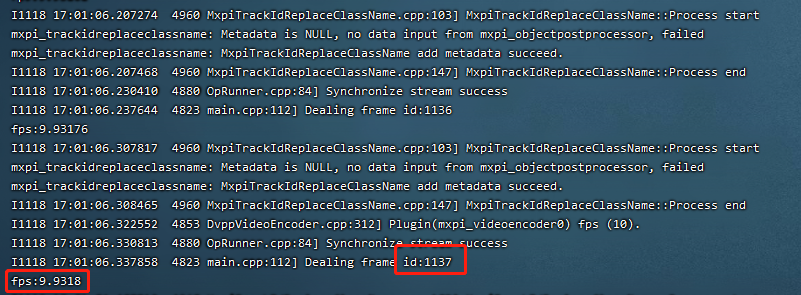 I1118 17:01:06.207274  4960 MxpiTrackIdReplaceClassName.cpp:103] MxpiTrackIdReplaceClassName::Process start
mxpi_trackidreplaceclassname: Metadata is NULL, no data input from mxpi_objectpostprocessor, failed
mxpi_trackidreplaceclassname: MxpiTrackIdReplaceClassName add metadata succeed.
I1118 17:01:06.207468  4960 MxpiTrackIdReplaceClassName.cpp:147] MxpiTrackIdReplaceClassName::Process end
I1118 17:01:06.230410  4880 OpRunner.cpp:84] Synchronize stream success
I1118 17:01:06.237644  4823 main.cpp:112] Dealing frame id:1136
fps:9.93176
I1118 17:01:06.307817  4960 MxpiTrackIdReplaceClassName.cpp:103] MxpiTrackIdReplaceClassName::Process start
mxpi_trackidreplaceclassname: Metadata is NULL, no data input from mxpi_objectpostprocessor, failed
mxpi_trackidreplaceclassname: MxpiTrackIdReplaceClassName add metadata succeed.
I1118 17:01:06.308465  4960 MxpiTrackIdReplaceClassName.cpp:147] MxpiTrackIdReplaceClassName::Process end
I1118 17:01:06.322552  4853 DvppVideoEncoder.cpp:312] Plugin(mxpi_videoencoder0) fps (10).
I1118 17:01:06.330813  4880 OpRunner.cpp:84] Synchronize stream success
I1118 17:01:06.337858  4823 main.cpp:112] Dealing frame id:1137
fps:9.9318